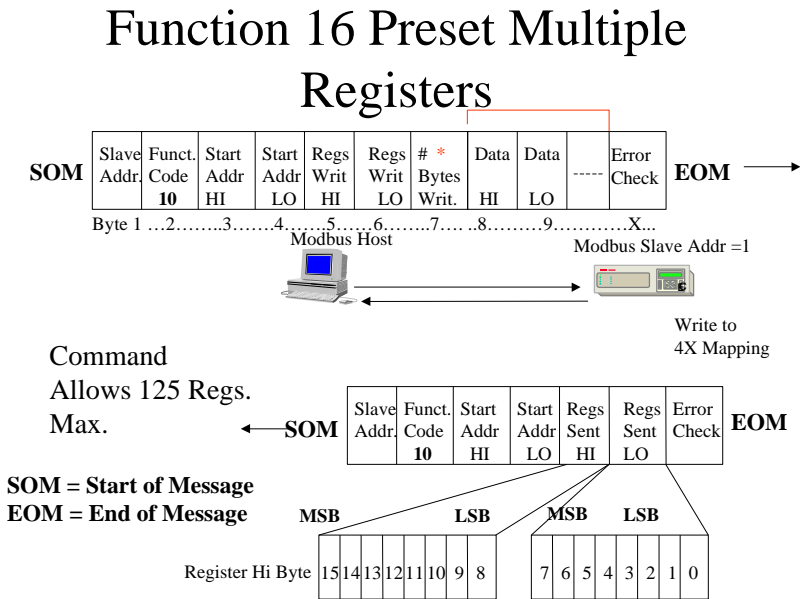 Function 16 Preset Multiple
Registers
SOM
Slave Funct. Start Start Regs Regs # * Data Data Error
Addr. Code Addr Addr Writ Writ Bytes ----- Check
10 HI LO HI LO Writ. HI LO
EOM
Byte 1 …2……..3…….4…….5…….6……..7…. ..8…….9…………X...
Modbus Host
Modbus Slave Addr =1
Write to
4X Mapping
Command
Allows 125 Regs.
Max.
SOM
Slave Funct. Start Start Regs Regs Error
Addr. Code Addr Addr Sent Sent Check
10 HI LO HI LO
EOM
SOM = Start of Message
EOM = End of Message
MSB LSB MSB LSB
Register Hi Byte 15 14 13 12 11 10 9 8 7 6 5 4 3 2 1 0